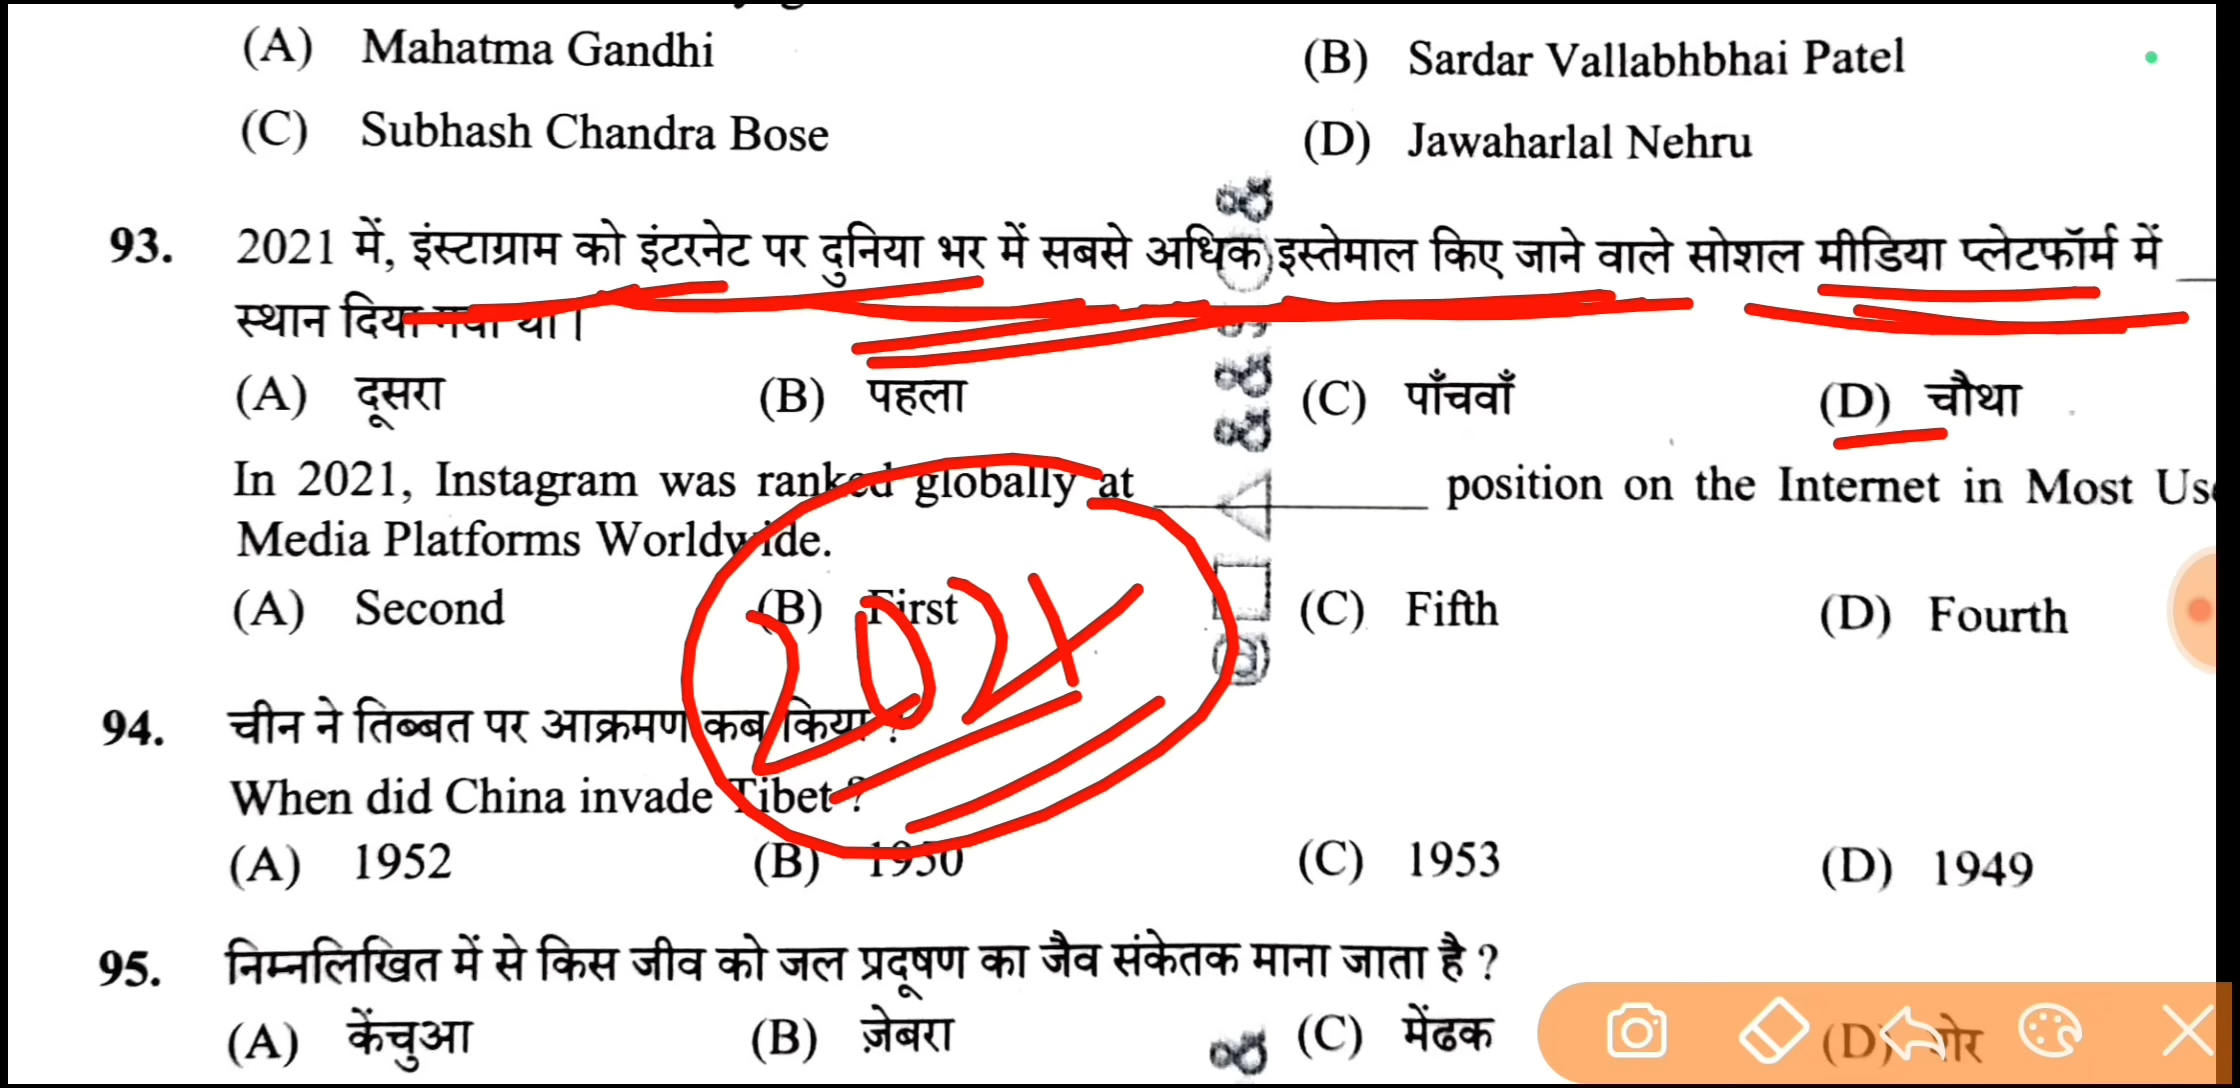 (A) Mahatma Gandhi (B) Sardar Vallabhbhai Patel
(C) Subhash Chandra Bose (D) Jawaharlal Nehru
93. 2021 में, इंस्टाग्राम को इंटरनेट पर दुनिया भर में सबसे अधिक इस्तेमाल किए जाने वाले सोशल मीडिया प्लेटफॉर्म में ____
स्थान दिया गया था।
(A) दूसरा (B) पहला (C) पाँचवाँ (D) चौथा
In 2021, Instagram was ranked globally at ________ position on the Internet in Most
Media Platforms Worldwide.
(A) Second (B) First (C) Fifth (D) Fourth
2021
94. चीन ने तिब्बत पर आक्रमण कब किया ?
When did China invade Tibet ?
(A) 1952 (B) 1950 (C) 1953 (D) 1949
95. निम्नलिखित में से किस जीव को जल प्रदूषण का जैव संकेतक माना जाता है ?
(A) केंचुआ (B) ज़ेबरा (C) मेंढक (D)